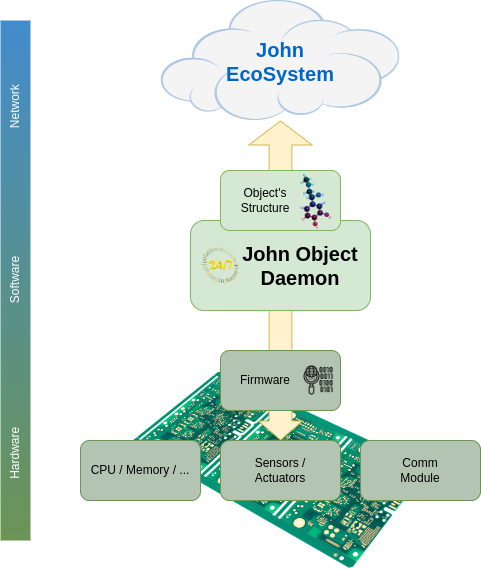 John
EcoSystem
Network
Object's
Structure
24/7
John Object
Daemon
Software
Firmware
0010
0011
0100
0101
Hardware
CPU / Memory / ...
Sensors /
Actuators
Comm
Module